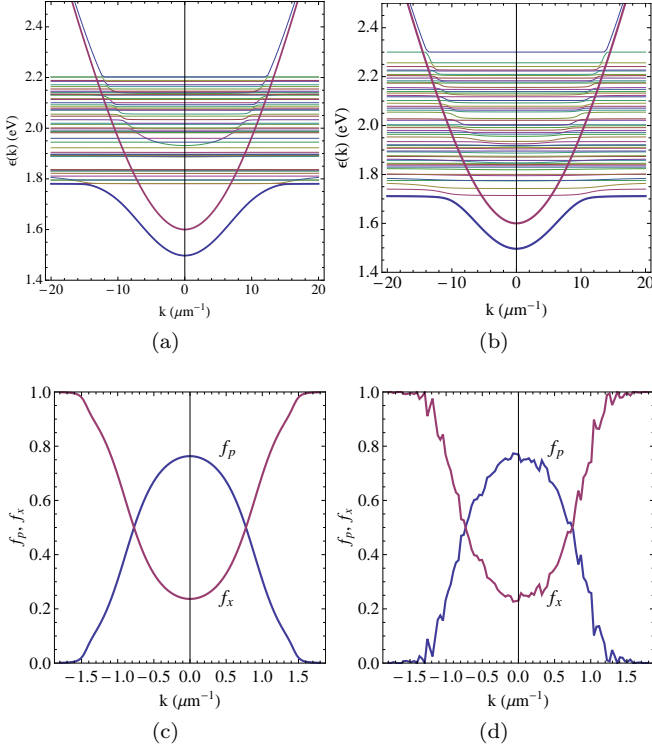 2.4
2.2
2.0
1.8
1.6
1.4
ϵ(k) (eV)
−20 −10 0 10 20
k (μm⁻¹)
(a)
2.4
2.2
2.0
1.8
1.6
1.4
ϵ(k) (eV)
−20 −10 0 10 20
k (μm⁻¹)
(b)
1.0
0.8
0.6
0.4
0.2
0.0
f_p, f_x
f_p
f_x
−1.5 −1.0 −0.5 0.0 0.5 1.0 1.5
k (μm⁻¹)
(c)
1.0
0.8
0.6
0.4
0.2
0.0
f_p, f_x
f_p
f_x
−1.5 −1.0 −0.5 0.0 0.5 1.0 1.5
k (μm⁻¹)
(d)